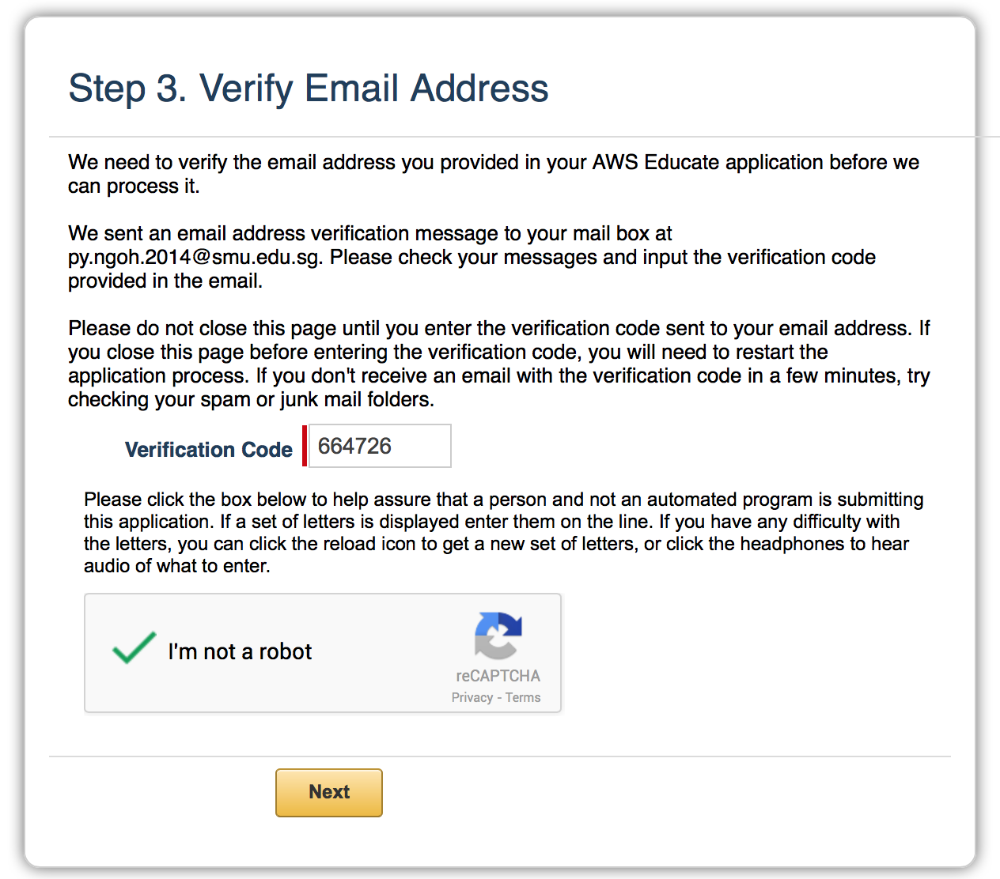 Step 3. Verify Email Address
We need to verify the email address you provided in your AWS Educate application before we
can process it.
We sent an email address verification message to your mail box at
py.ngoh.2014@smu.edu.sg. Please check your messages and input the verification code
provided in the email.
Please do not close this page until you enter the verification code sent to your email address. If
you close this page before entering the verification code, you will need to restart the
application process. If you don't receive an email with the verification code in a few minutes, try
checking your spam or junk mail folders.
Verification Code 664726
Please click the box below to help assure that a person and not an automated program is submitting
this application. If a set of letters is displayed enter them on the line. If you have any difficulty with
the letters, you can click the reload icon to get a new set of letters, or click the headphones to hear
audio of what to enter.
I'm not a robot
reCAPTCHA
Privacy - Terms
Next